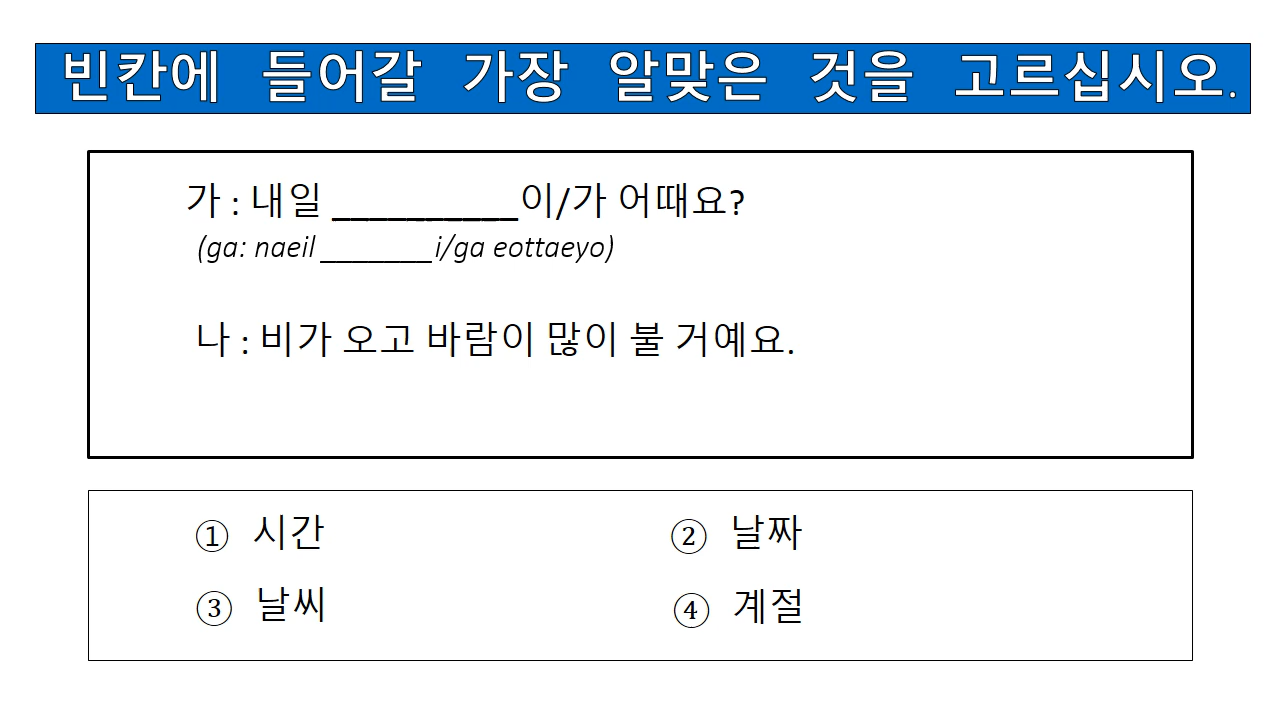 빈칸에 들어갈 가장 알맞은 것을 고르십시오.
가 : 내일 __________이/가 어때요?
(ga: naeil _______i/ga eottaeyo)
나 : 비가 오고 바람이 많이 불 거예요.
① 시간 ② 날짜
③ 날씨 ④ 계절